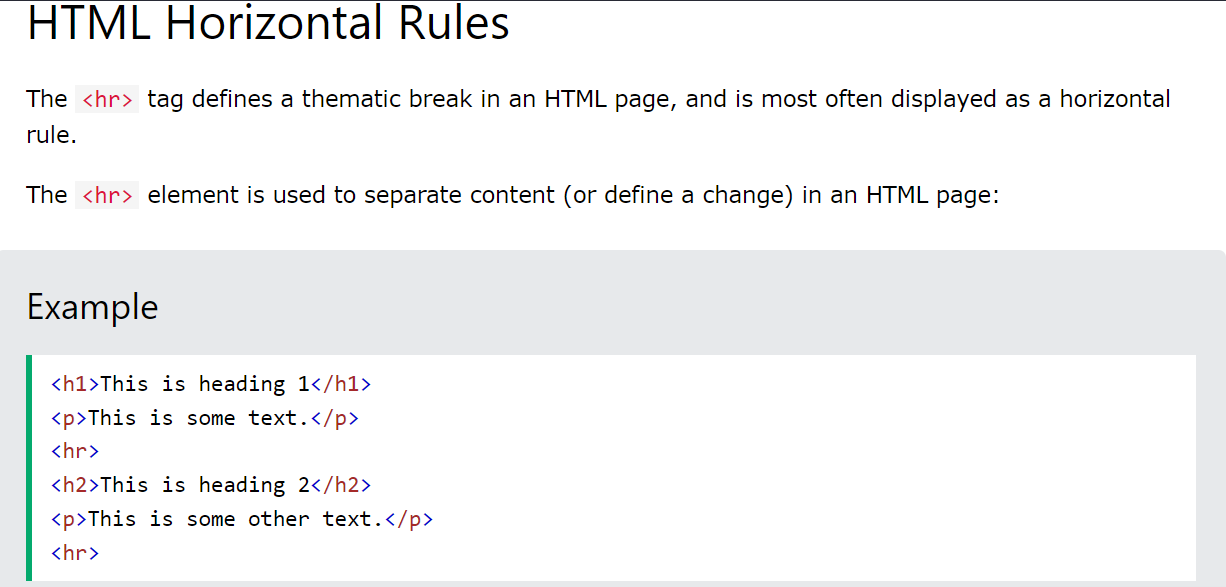 HTML Horizontal Rules
The <hr> tag defines a thematic break in an HTML page, and is most often displayed as a horizontal
rule.
The <hr> element is used to separate content (or define a change) in an HTML page:
Example
<h1>This is heading 1</h1>
<p>This is some text.</p>
<hr>
<h2>This is heading 2</h2>
<p>This is some other text.</p>
<hr>